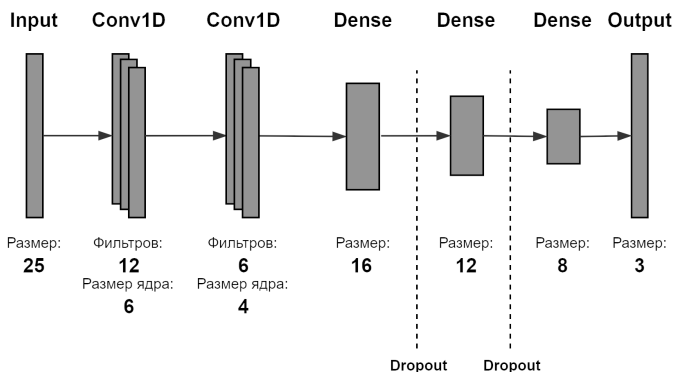 Input Conv1D Conv1D Dense Dense Dense Output
Размер: Фильтров: Фильтров: Размер: Размер: Размер: Размер:
25 12 6 16 12 8 3
Размер ядра: Размер ядра:
6 4
Dropout Dropout